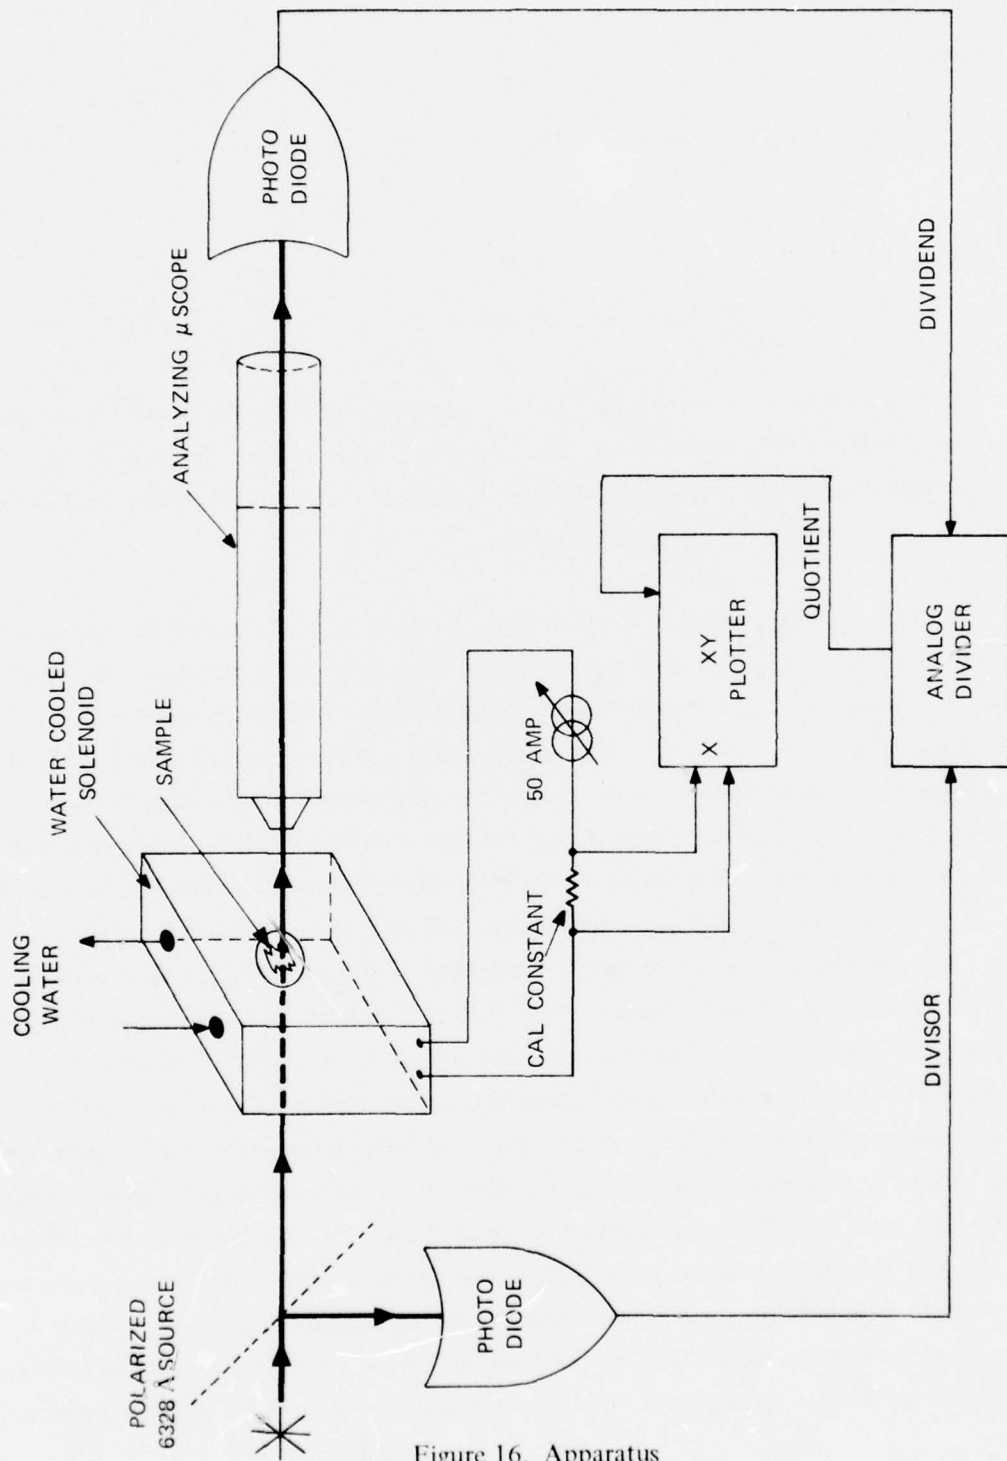 POLARIZED
6328 Å SOURCE
COOLING
WATER
WATER COOLED
SOLENOID
SAMPLE
ANALYZING μSCOPE
PHOTO
DIODE
PHOTO
DIODE
CAL CONSTANT
50 AMP
X XY
PLOTTER
QUOTIENT
DIVISOR
ANALOG
DIVIDER
DIVIDEND
Figure 16. Apparatus